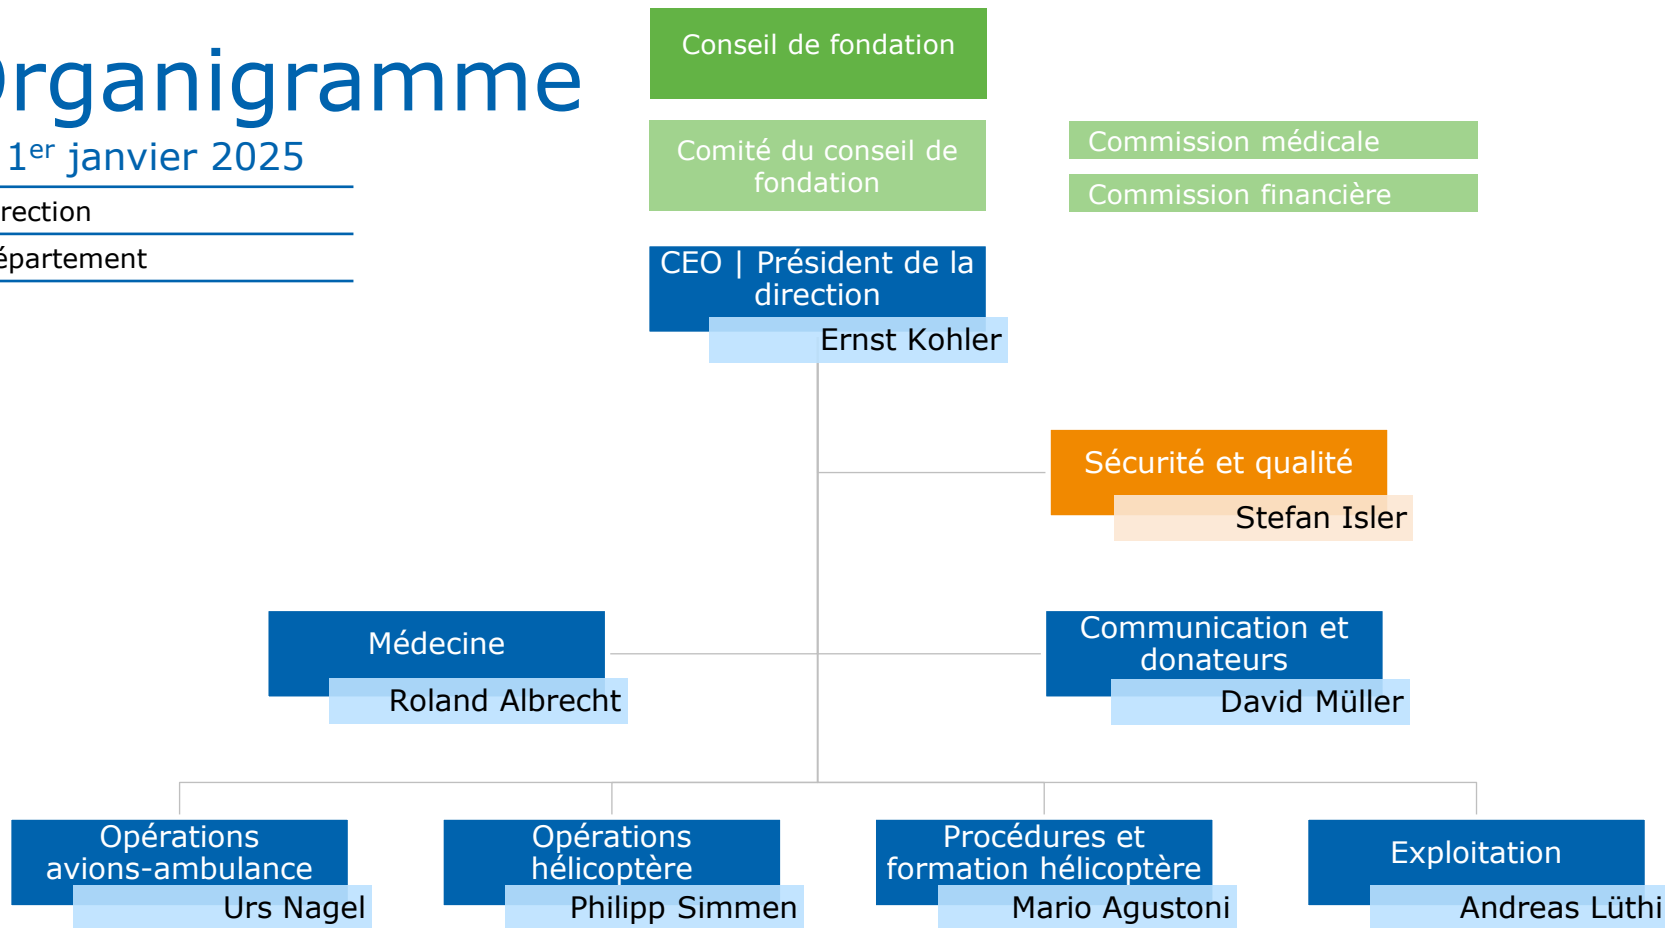 Organigramme
1er janvier 2025
rection
épartement
Conseil de fondation
Comité du conseil de
fondation
Commission médicale
Commission financière
CEO | Président de la
direction
Ernst Kohler
Sécurité et qualité
Stefan Isler
Médecine
Roland Albrecht
Communication et
donateurs
David Müller
Opérations
avions-ambulance
Urs Nagel
Opérations
hélicoptère
Philipp Simmen
Procédures et
formation hélicoptère
Mario Agustoni
Exploitation
Andreas Lüthi